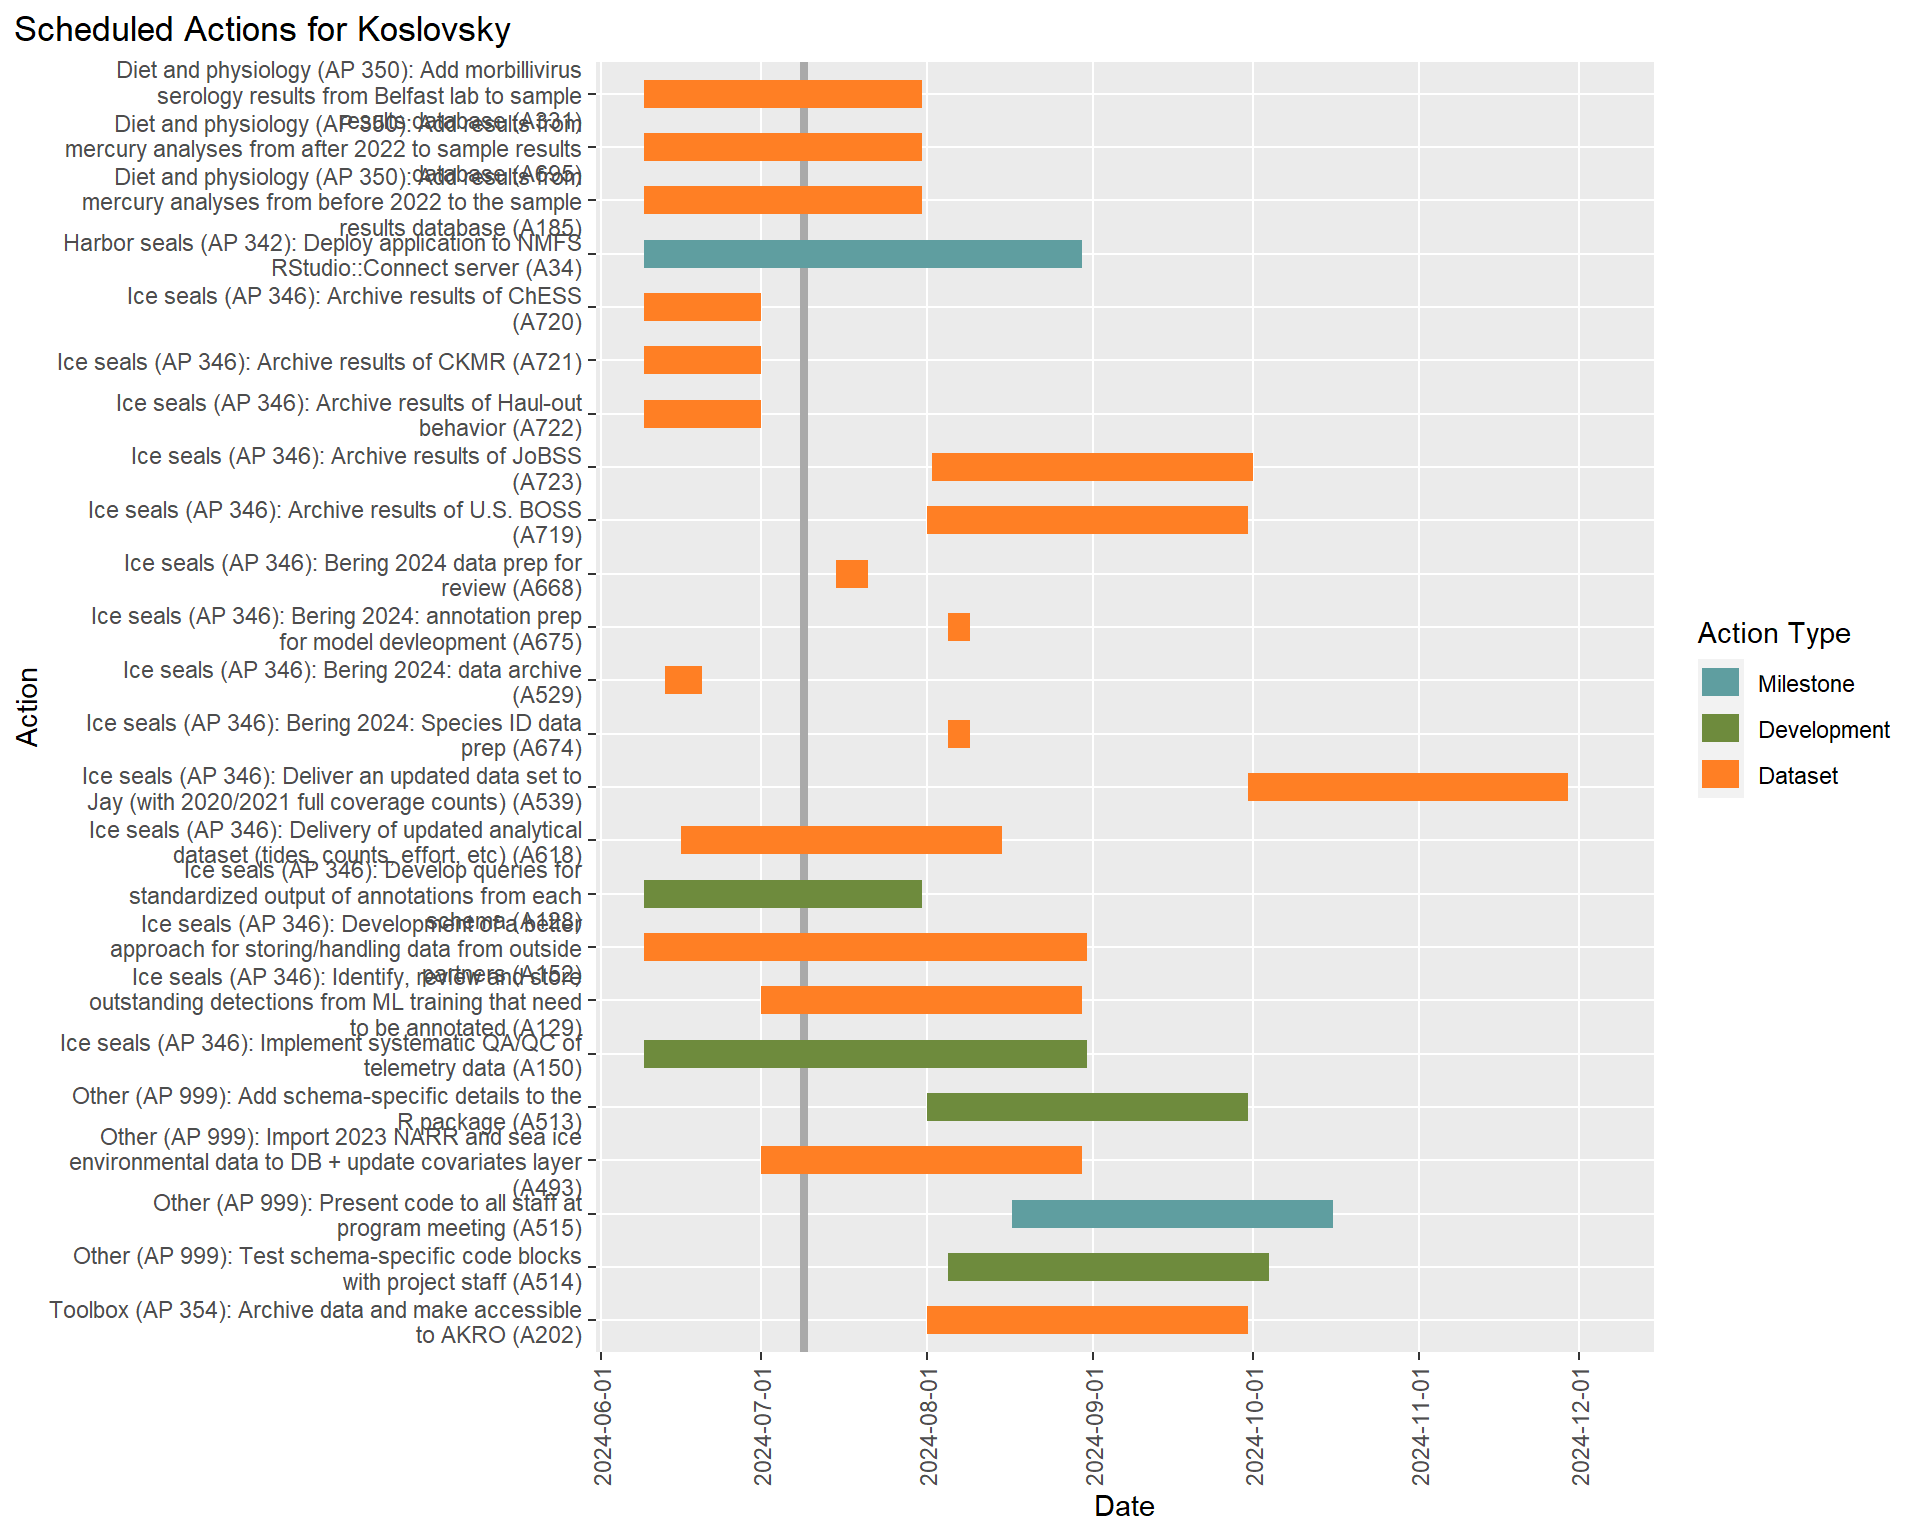 Scheduled Actions for Koslovsky
Diet and physiology (AP 350): Add morbillivirus
serology results from Belfast lab to sample
results database (A331)
Diet and physiology (AP 350): Add results from
mercury analyses from after 2022 to sample results
database (A695)
Diet and physiology (AP 350): Add results from
mercury analyses from before 2022 to the sample
results database (A185)
Harbor seals (AP 342): Deploy application to NMFS
RStudio::Connect server (A34)
Ice seals (AP 346): Archive results of ChESS
(A720)
Ice seals (AP 346): Archive results of CKMR (A721)
Ice seals (AP 346): Archive results of Haul-out
behavior (A722)
Ice seals (AP 346): Archive results of JoBSS
(A723)
Ice seals (AP 346): Archive results of U.S. BOSS
(A719)
Ice seals (AP 346): Bering 2024 data prep for
review (A668)
Ice seals (AP 346): Bering 2024: annotation prep
for model devleopment (A675)
Ice seals (AP 346): Bering 2024: data archive
(A529)
Ice seals (AP 346): Bering 2024: Species ID data
prep (A674)
Ice seals (AP 346): Deliver an updated data set to
Jay (with 2020/2021 full coverage counts) (A539)
Ice seals (AP 346): Delivery of updated analytical
dataset (tides, counts, effort, etc) (A618)
Ice seals (AP 346): Develop queries for
standardized output of annotations from each
schema (A128)
Ice seals (AP 346): Development of a better
approach for storing/handling data from outside
partners (A152)
Ice seals (AP 346): Identify, review and store
outstanding detections from ML training that need
to be annotated (A129)
Ice seals (AP 346): Implement systematic QA/QC of
telemetry data (A150)
Other (AP 999): Add schema-specific details to the
R package (A513)
Other (AP 999): Import 2023 NARR and sea ice
environmental data to DB + update covariates layer
(A493)
Other (AP 999): Present code to all staff at
program meeting (A515)
Other (AP 999): Test schema-specific code blocks
with project staff (A514)
Toolbox (AP 354): Archive data and make accessible
to AKRO (A202)
Action
2024-06-01
2024-07-01
2024-08-01
2024-09-01
2024-10-01
2024-11-01
2024-12-01
Date
Action Type
Milestone
Development
Dataset